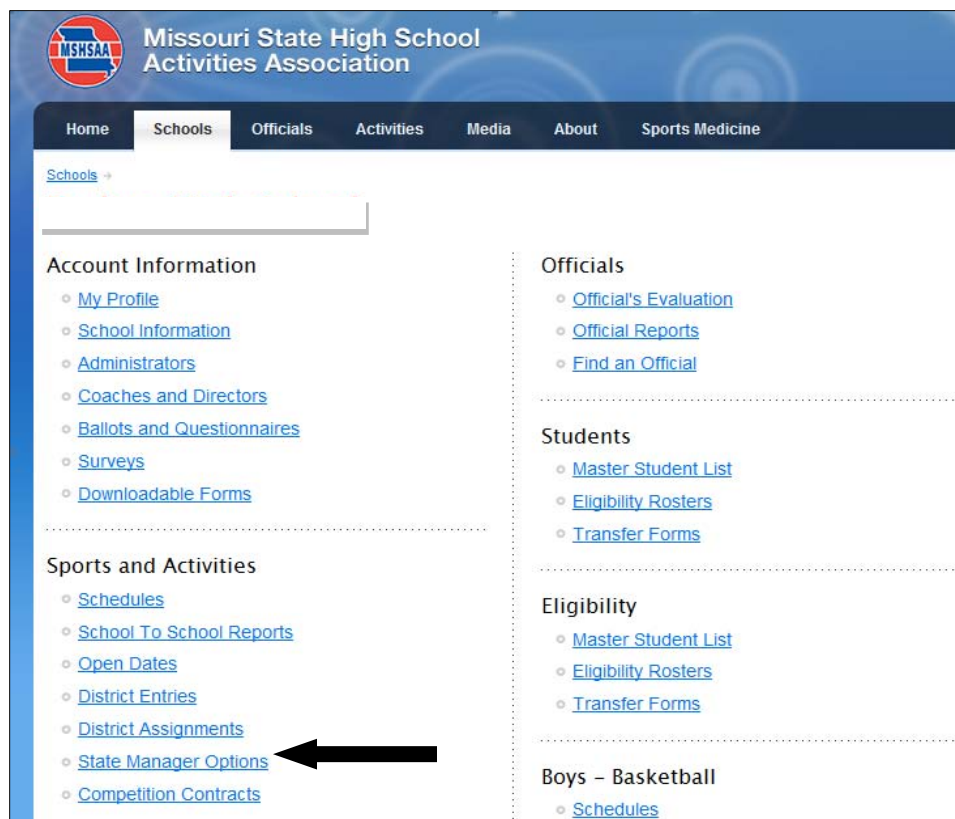 MSHSAA
Missouri State High School
Activities Association
Home Schools Officials Activities Media About Sports Medicine
Schools →
Account Information
My Profile
School Information
Administrators
Coaches and Directors
Ballots and Questionnaires
Surveys
Downloadable Forms
Sports and Activities
Schedules
School To School Reports
Open Dates
District Entries
District Assignments
State Manager Options
Competition Contracts
Officials
Official's Evaluation
Official Reports
Find an Official
Students
Master Student List
Eligibility Rosters
Transfer Forms
Eligibility
Master Student List
Eligibility Rosters
Transfer Forms
Boys – Basketball
Schedules